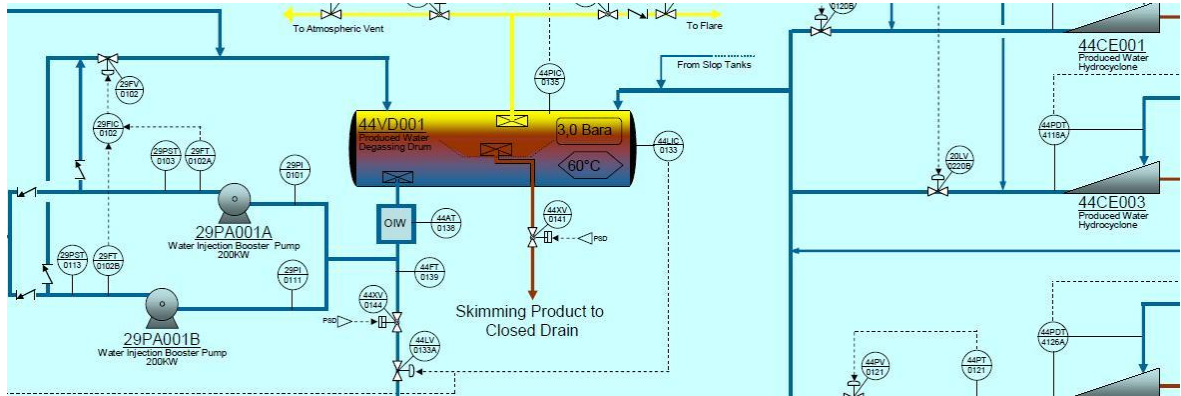 0120B
To Atmospheric Vent
To Flare
44CE001
Produced Water
Hydrocyclone
From Slop Tanks
29FV
0102
44PIC
0135
44PDT
4118A
29FIC
0102
44VD001
Produced Water
Degassing Drum
3,0 Bara
60°C
44LIC
0133
29PST
0103
29FT
0102A
29PI
0101
20LV
0220B
44CE003
Produced Water
Hydrocyclone
29PA001A
Water Injection Booster Pump
200KW
OIW
44AT
0138
44XV
0141
PSD
29PST
0113
29FT
0102B
29PI
0111
44FT
0139
44XV
0144
PSD
Skimming Product to
Closed Drain
29PA001B
Water Injection Booster Pump
200KW
44LV
0133A
44PDT
4126A
44PV
0121
44PT
0121